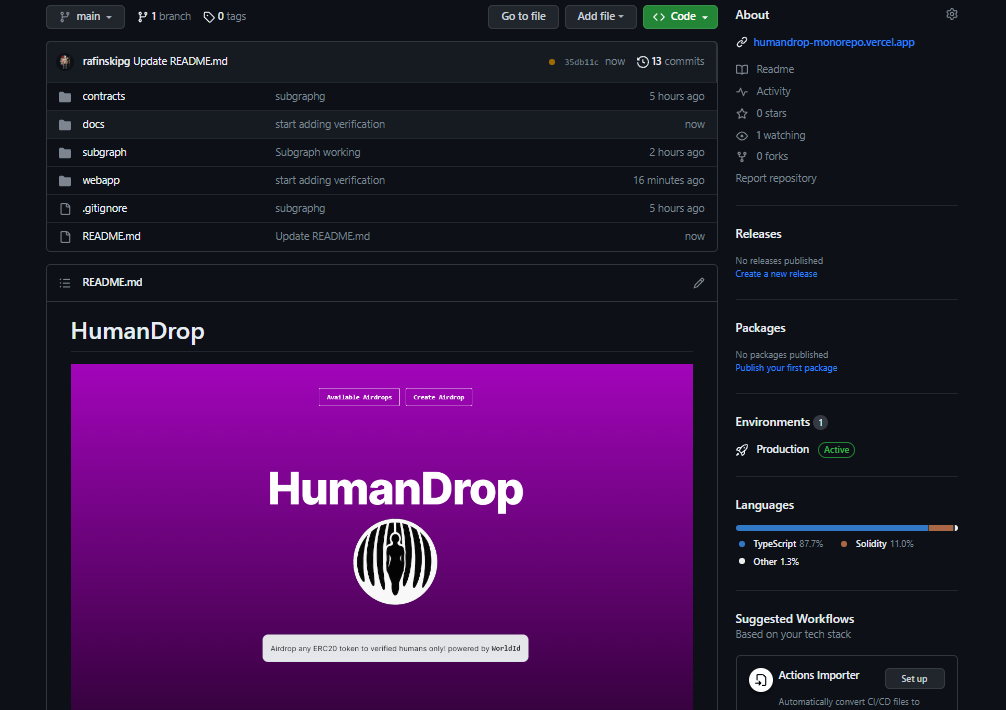 main 1 branch 0 tags Go to file Add file <> Code
rafinskipg Update README.md 35db11c now 13 commits
contracts subgraphg 5 hours ago
docs start adding verification now
subgraph Subgraph working 2 hours ago
webapp start adding verification 16 minutes ago
.gitignore subgraphg 5 hours ago
README.md Update README.md now
README.md
HumanDrop
Available Airdrops Create Airdrop
HumanDrop
Airdrop any ERC20 token to verified humans only! powered by WorldId
About
humandrop-monorepo.vercel.app
Readme
Activity
0 stars
1 watching
0 forks
Report repository
Releases
No releases published
Create a new release
Packages
No packages published
Publish your first package
Environments 1
Production Active
Languages
TypeScript 87.7% Solidity 11.0%
Other 1.3%
Suggested Workflows
Based on your tech stack
Actions Importer Set up
Automatically convert CI/CD files to